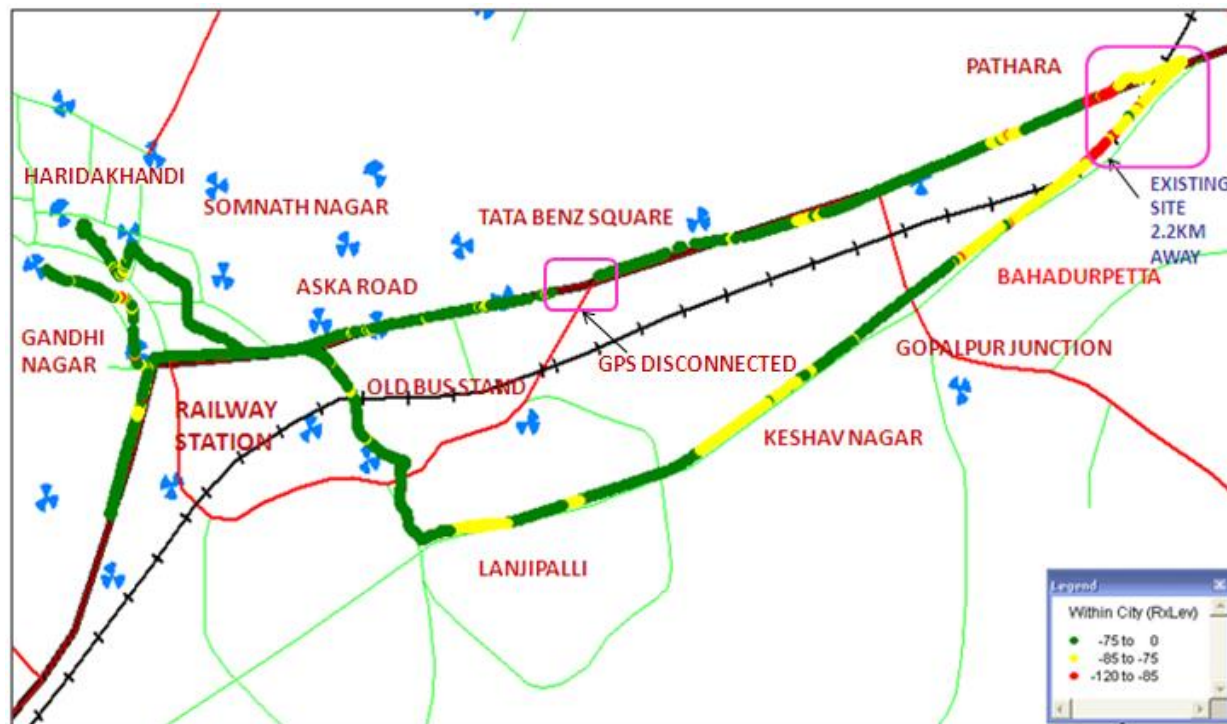 PATHARA
HARIDAKHANDI
SOMNATH NAGAR
EXISTING
SITE
2.2KM
AWAY
TATA BENZ SQUARE
ASKA ROAD
BAHADURPETTA
GANDHI
NAGAR
GPS DISCONNECTED
GOPALPUR JUNCTION
OLD BUS STAND
RAILWAY
STATION
KESHAV NAGAR
LANJIPALLI
Legend
Within City (RxLev)
-75 to 0
-85 to -75
-120 to -85